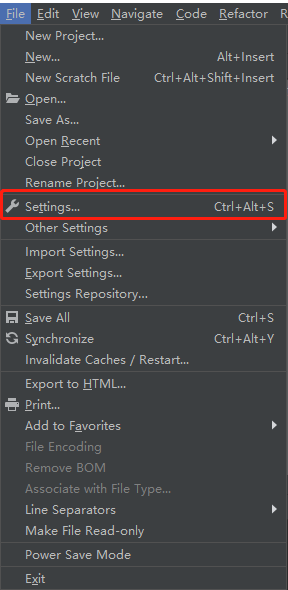 File Edit View Navigate Code Refactor R
New Project...
New... Alt+Insert
New Scratch File Ctrl+Alt+Shift+Insert
Open...
Save As...
Open Recent
Close Project
Rename Project...
Settings... Ctrl+Alt+S
Other Settings
Import Settings...
Export Settings...
Settings Repository...
Save All Ctrl+S
Synchronize Ctrl+Alt+Y
Invalidate Caches / Restart...
Export to HTML...
Print...
Add to Favorites
File Encoding
Remove BOM
Associate with File Type...
Line Separators
Make File Read-only
Power Save Mode
Exit